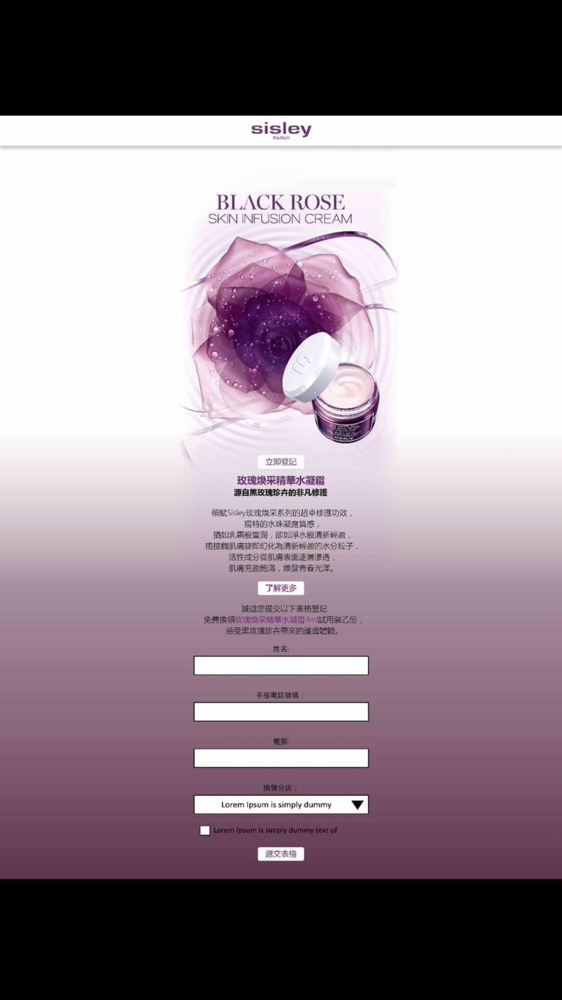 sisley
PARIS
BLACK ROSE
SKIN INFUSION CREAM
sisley
立即登記
玫瑰煥采精華水凝霜
源自黑玫瑰珍卉的非凡修護
傾賦Sisley玫瑰煥采系列的超卓修護功效，
獨特的水珠凝露質感，
猶如乳霜般豐潤，卻如淨水般清新輕盈，
甫接觸肌膚旋即幻化為清新輕盈的水分粒子，
活性成分從肌膚表面逐層滲透，
肌膚充盈飽滿，煥發青春光澤。
了解更多
誠邀您提交以下表格登記
免費換領玫瑰煥采精華水凝霜4ml試用裝乙份，
感受黑玫瑰珍卉帶來的護膚體驗。
姓名:
手提電話號碼：
電郵:
換領分店：
Lorem Ipsum is simply dummy
Lorem Ipsum is simply dummy text of
遞交表格